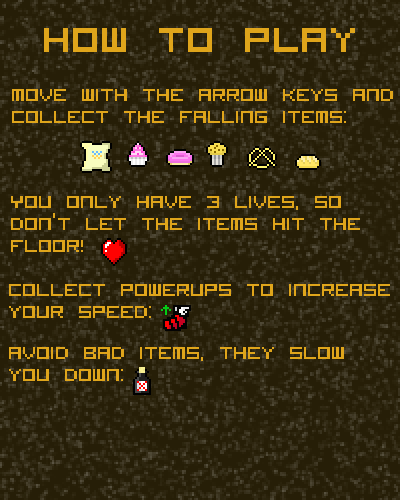 HOW TO PLAY
MOVE WITH THE ARROW KEYS AND
COLLECT THE FALLING ITEMS:
YOU ONLY HAVE 3 LIVES, SO
DON'T LET THE ITEMS HIT THE
FLOOR!
COLLECT POWERUPS TO INCREASE
YOUR SPEED:
AVOID BAD ITEMS, THEY SLOW
YOU DOWN: